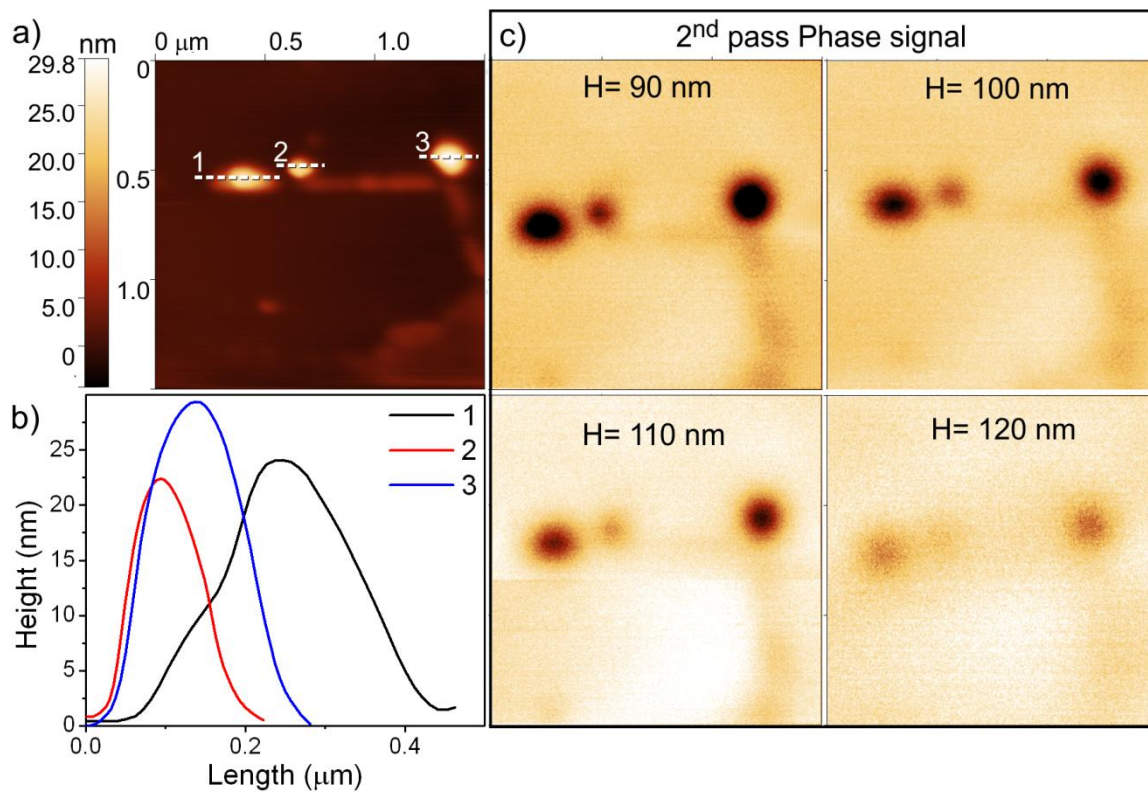 a)
nm
29.8
25.0
20.0
15.0
10.0
5.0
0
0 μm 0.5 1.0
0
0.5
1.0
1
2
3
b)
Height (nm)
25
20
15
10
5
0
0.0 0.2 0.4
Length (μm)
1
2
3
c)
2nd pass Phase signal
H= 90 nm
H= 100 nm
H= 110 nm
H= 120 nm